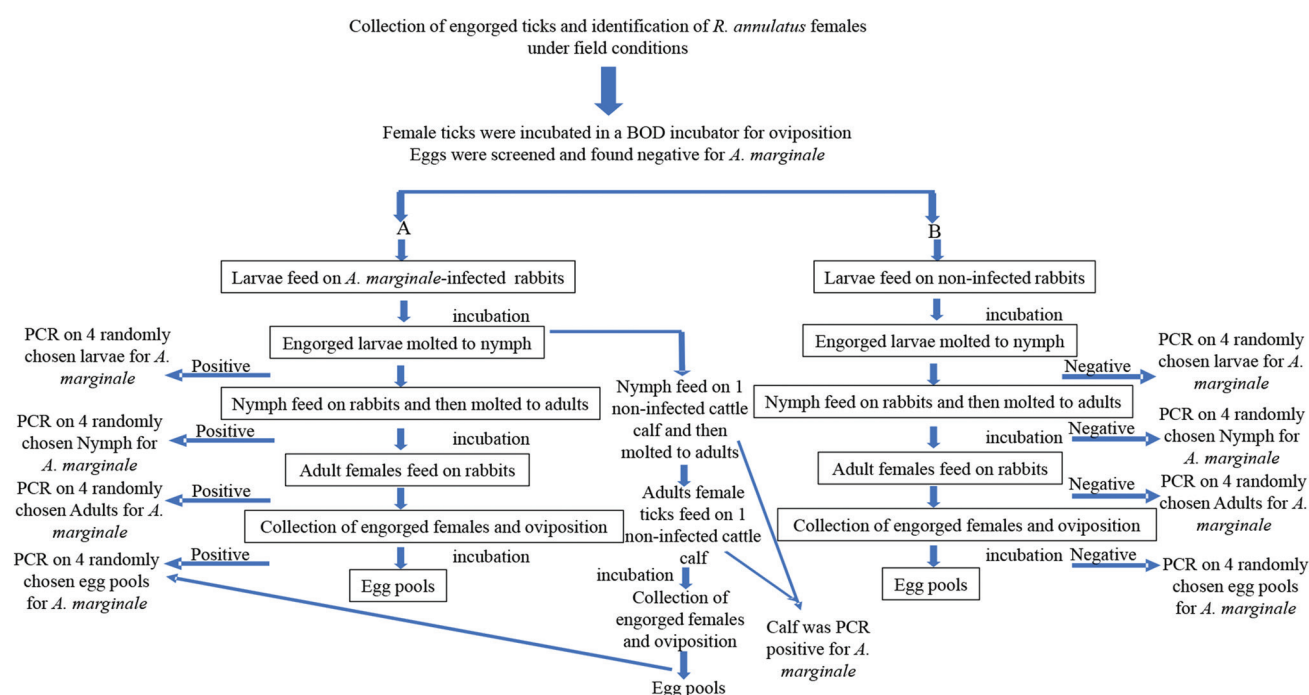 Collection of engorged ticks and identification of R. annulatus females
under field conditions
Female ticks were incubated in a BOD incubator for oviposition
Eggs were screened and found negative for A. marginale
A
B
Larvae feed on A. marginale-infected rabbits
incubation
Engorged larvae molted to nymph
PCR on 4 randomly
chosen larvae for A.
marginale
Positive
Nymph feed on rabbits and then molted to adults
incubation
PCR on 4 randomly
chosen Nymph for
A. marginale
Positive
Adult females feed on rabbits
PCR on 4 randomly
chosen Adults for A.
marginale
Positive
Collection of engorged females and oviposition
incubation
PCR on 4 randomly
chosen egg pools
for A. marginale
Positive
Egg pools
Nymph feed on 1
non-infected cattle
calf and then
molted to adults
Adults female
ticks feed on 1
non-infected cattle
calf
incubation
Collection of
engorged females
and oviposition
Egg pools
Calf was PCR
positive for A.
marginale
Larvae feed on non-infected rabbits
incubation
Engorged larvae molted to nymph
Negative
PCR on 4 randomly
chosen larvae for A.
marginale
Nymph feed on rabbits and then molted to adults
incubation
Negative
PCR on 4 randomly
chosen Nymph for
A. marginale
Adult females feed on rabbits
Negative
PCR on 4 randomly
chosen Adults for A.
marginale
Collection of engorged females and oviposition
incubation
Negative
PCR on 4 randomly
chosen egg pools
for A. marginale
Egg pools